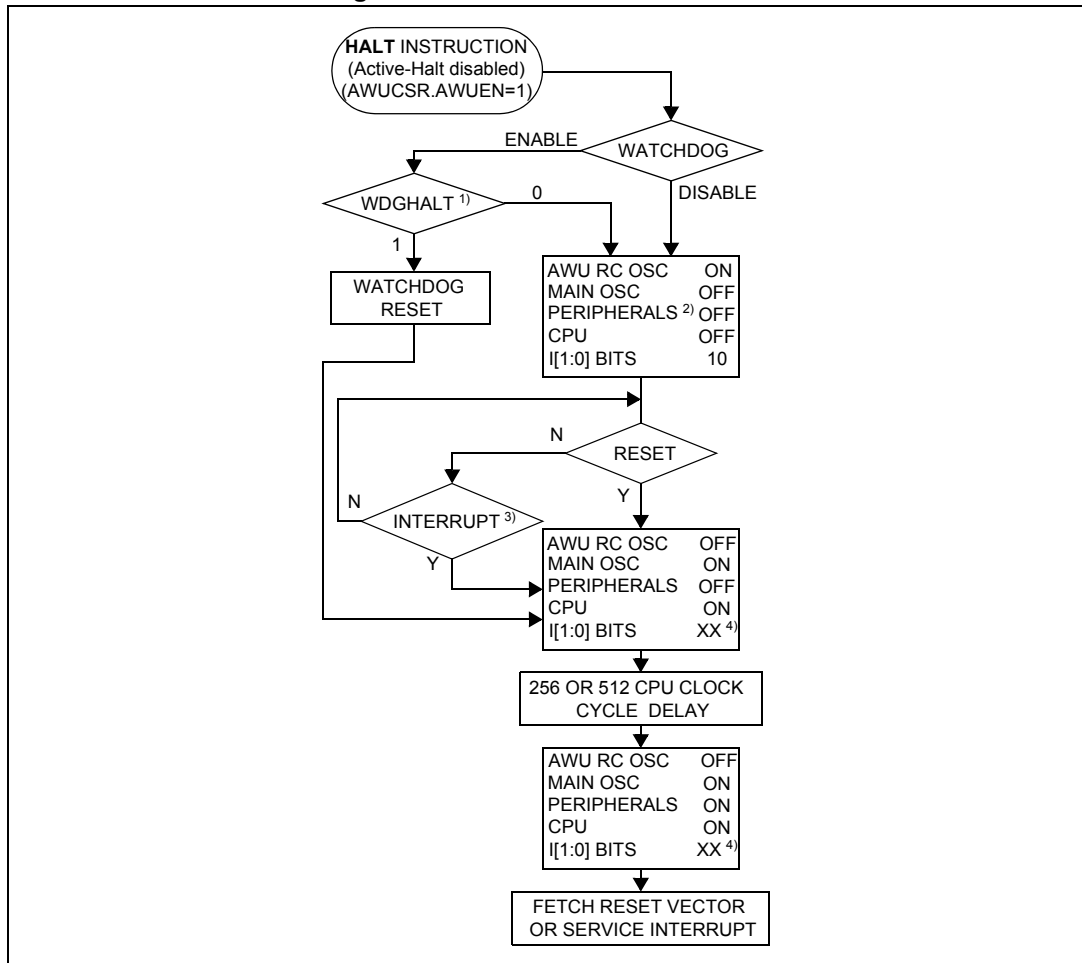 HALT INSTRUCTION
(Active-Halt disabled)
(AWUCSR.AWUEN=1)
ENABLE
WATCHDOG
DISABLE
WDGHALT 1)
0
1
WATCHDOG
RESET
AWU RC OSC ON
MAIN OSC OFF
PERIPHERALS 2) OFF
CPU OFF
I[1:0] BITS 10
N
RESET
Y
N
INTERRUPT 3)
Y
AWU RC OSC OFF
MAIN OSC ON
PERIPHERALS OFF
CPU ON
I[1:0] BITS XX 4)
256 OR 512 CPU CLOCK
CYCLE DELAY
AWU RC OSC OFF
MAIN OSC ON
PERIPHERALS ON
CPU ON
I[1:0] BITS XX 4)
FETCH RESET VECTOR
OR SERVICE INTERRUPT